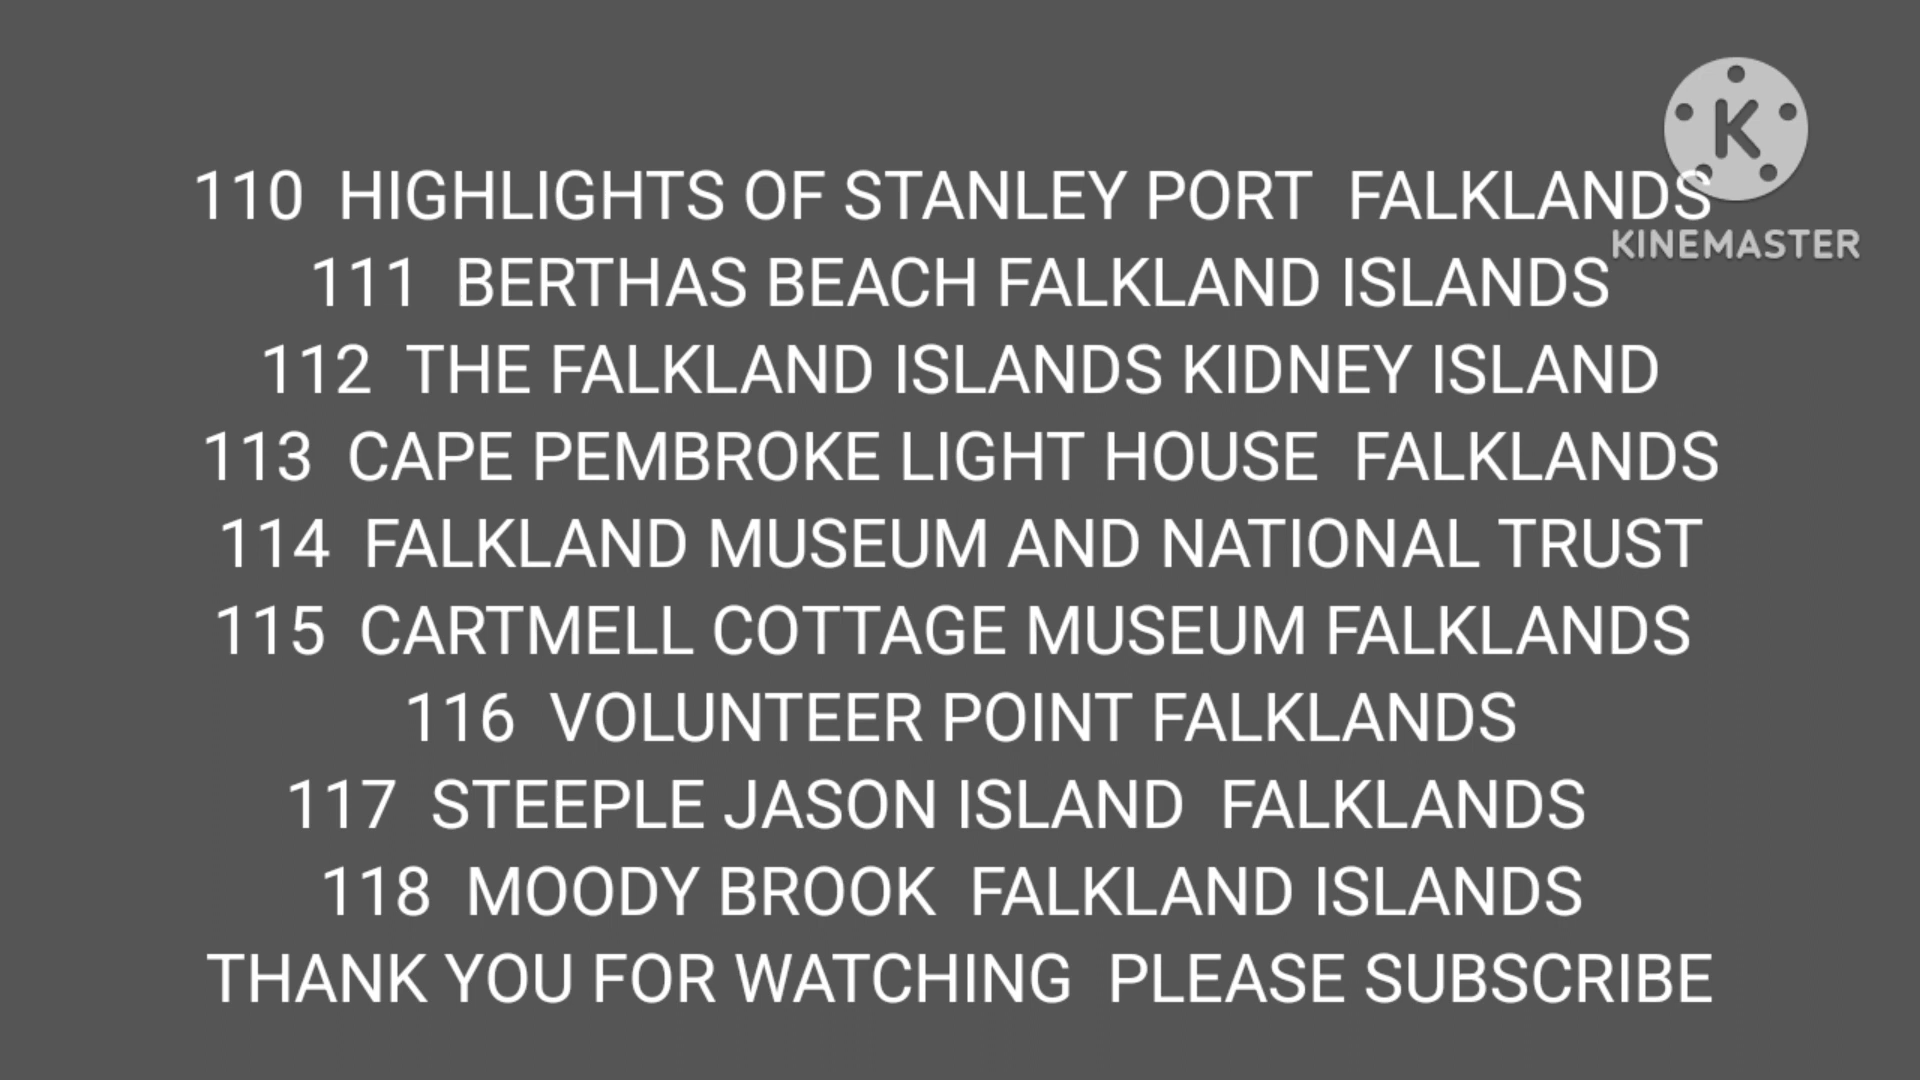 110  HIGHLIGHTS OF STANLEY PORT  FALKLANDS
111  BERTHAS BEACH FALKLAND ISLANDS
112  THE FALKLAND ISLANDS KIDNEY ISLAND
113  CAPE PEMBROKE LIGHT HOUSE  FALKLANDS
114  FALKLAND MUSEUM AND NATIONAL TRUST
115  CARTMELL COTTAGE MUSEUM FALKLANDS
116  VOLUNTEER POINT FALKLANDS
117  STEEPLE JASON ISLAND  FALKLANDS
118  MOODY BROOK  FALKLAND ISLANDS
THANK YOU FOR WATCHING  PLEASE SUBSCRIBE
K
KINEMASTER